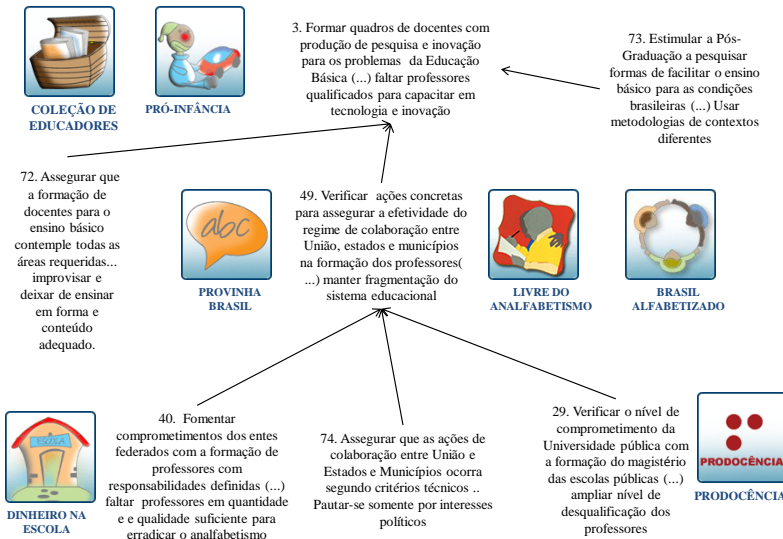 3. Formar quadros de docentes com
produção de pesquisa e inovação
para os problemas da Educação
Básica (...) faltar professores
qualificados para capacitar em
tecnologia e inovação
73. Estimular a Pós-
Graduação a pesquisar
formas de facilitar o ensino
básico para as condições
brasileiras (...) Usar
metodologias de contextos
diferentes
COLEÇÃO DE
EDUCADORES
PRÓ-INFÂNCIA
72. Assegurar que
a formação de
docentes para o
ensino básico
contemple todas as
áreas requeridas...
improvisar e
deixar de ensinar
em forma e
conteúdo
adequado.
abc
PROVINHA
BRASIL
49. Verificar ações concretas
para assegurar a efetividade do
regime de colaboração entre
União, estados e municípios
na formação dos professores(
...) manter fragmentação do
sistema educacional
LIVRE DO
ANALFABETISMO
BRASIL
ALFABETIZADO
ESCOLA
DINHEIRO NA
ESCOLA
40. Fomentar
comprometimentos dos entes
federados com a formação de
professores com
responsabilidades definidas (...)
faltar professores em quantidade
e e qualidade suficiente para
erradicar o analfabetismo
74. Assegurar que as ações de
colaboração entre União e
Estados e Municípios ocorra
segundo critérios técnicos ..
Pautar-se somente por interesses
políticos
29. Verificar o nível de
comprometimento da
Universidade pública com
a formação do magistério
das escolas públicas (...)
ampliar nível de
desqualificação dos
professores
PRODOCÊNCIA
PRODOCÊNCIA